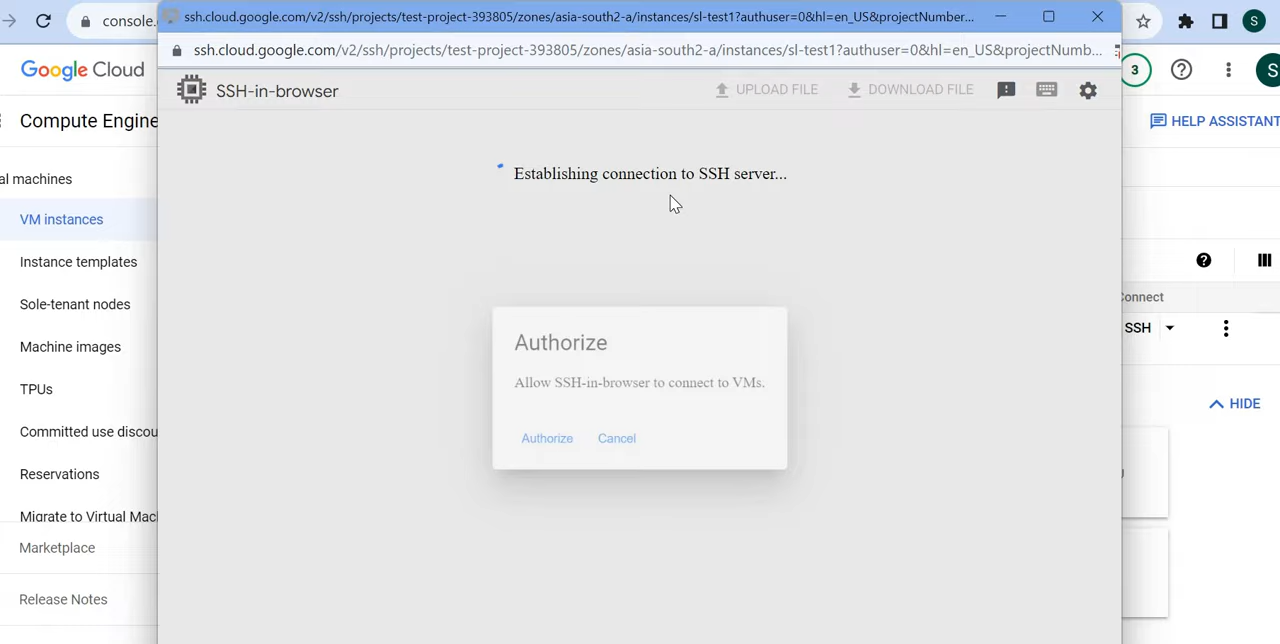 ssh.cloud.google.com/v2/ssh/projects/test-project-393805/zones/asia-south2-a/instances/sl-test1?authuser=0&hl=en_US&projectNumber...
console.
ssh.cloud.google.com/v2/ssh/projects/test-project-393805/zones/asia-south2-a/instances/sl-test1?authuser=0&hl=en_US&projectNumb...
S
Google Cloud
SSH-in-browser
UPLOAD FILE
DOWNLOAD FILE
3
S
Compute Engine
HELP ASSISTANT
Establishing connection to SSH server...
al machines
VM instances
Instance templates
Sole-tenant nodes
Machine images
TPUs
Committed use discou
Reservations
Migrate to Virtual Mac
Marketplace
Release Notes
Authorize
Allow SSH-in-browser to connect to VMs.
Authorize Cancel
Connect
SSH
HIDE